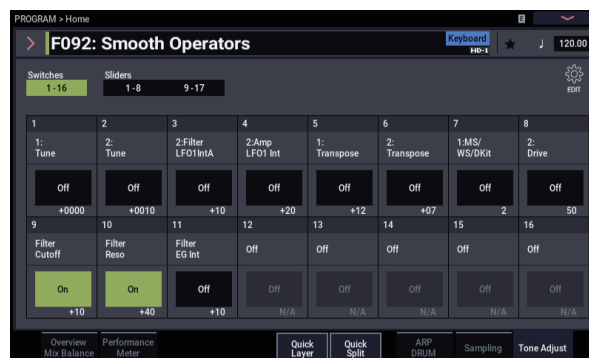 PROGRAM > Home
E
F092: Smooth Operators
Keyboard
HD-1
♩ 120.00
Switches
1-16
Sliders
1-8 9-17
EDIT
1 2 3 4 5 6 7 8
1: 2: 2:Filter 2:Amp 1: 2: 1:MS/ 2:
Tune Tune LFO1IntA LFO1 Int Transpose Transpose WS/DKit Drive
Off Off Off Off Off Off Off Off
+0000 +0010 +10 +20 +12 +07 2 50
9 10 11 12 13 14 15 16
Filter Filter Filter Off Off Off Off Off
Cutoff Reso EG Int
On On Off Off Off Off Off Off
+10 +40 +10 N/A N/A N/A N/A N/A
Overview Performance Quick Quick ARP Sampling Tone Adjust
Mix Balance Meter Layer Split DRUM